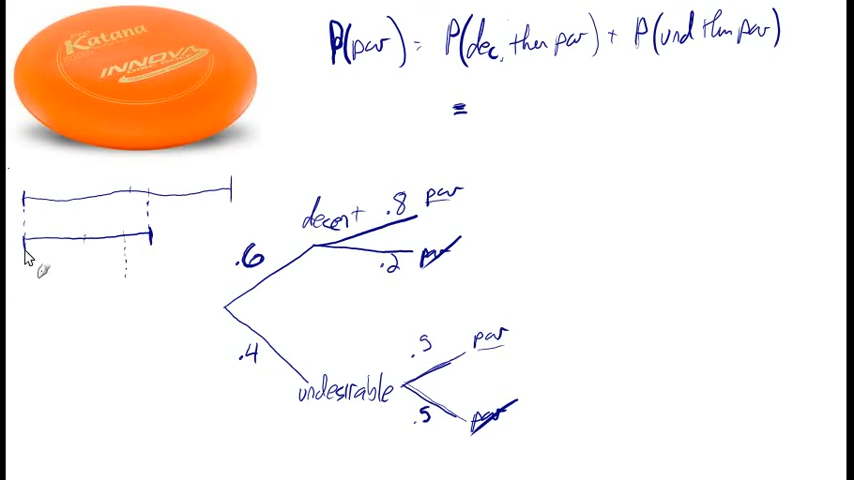 Katana
INNOVA
P(par) = P(dec, then par) + P(und then par)
=
decent .8 par
.6
.2 par
.4
.5 par
undesirable
.5 par